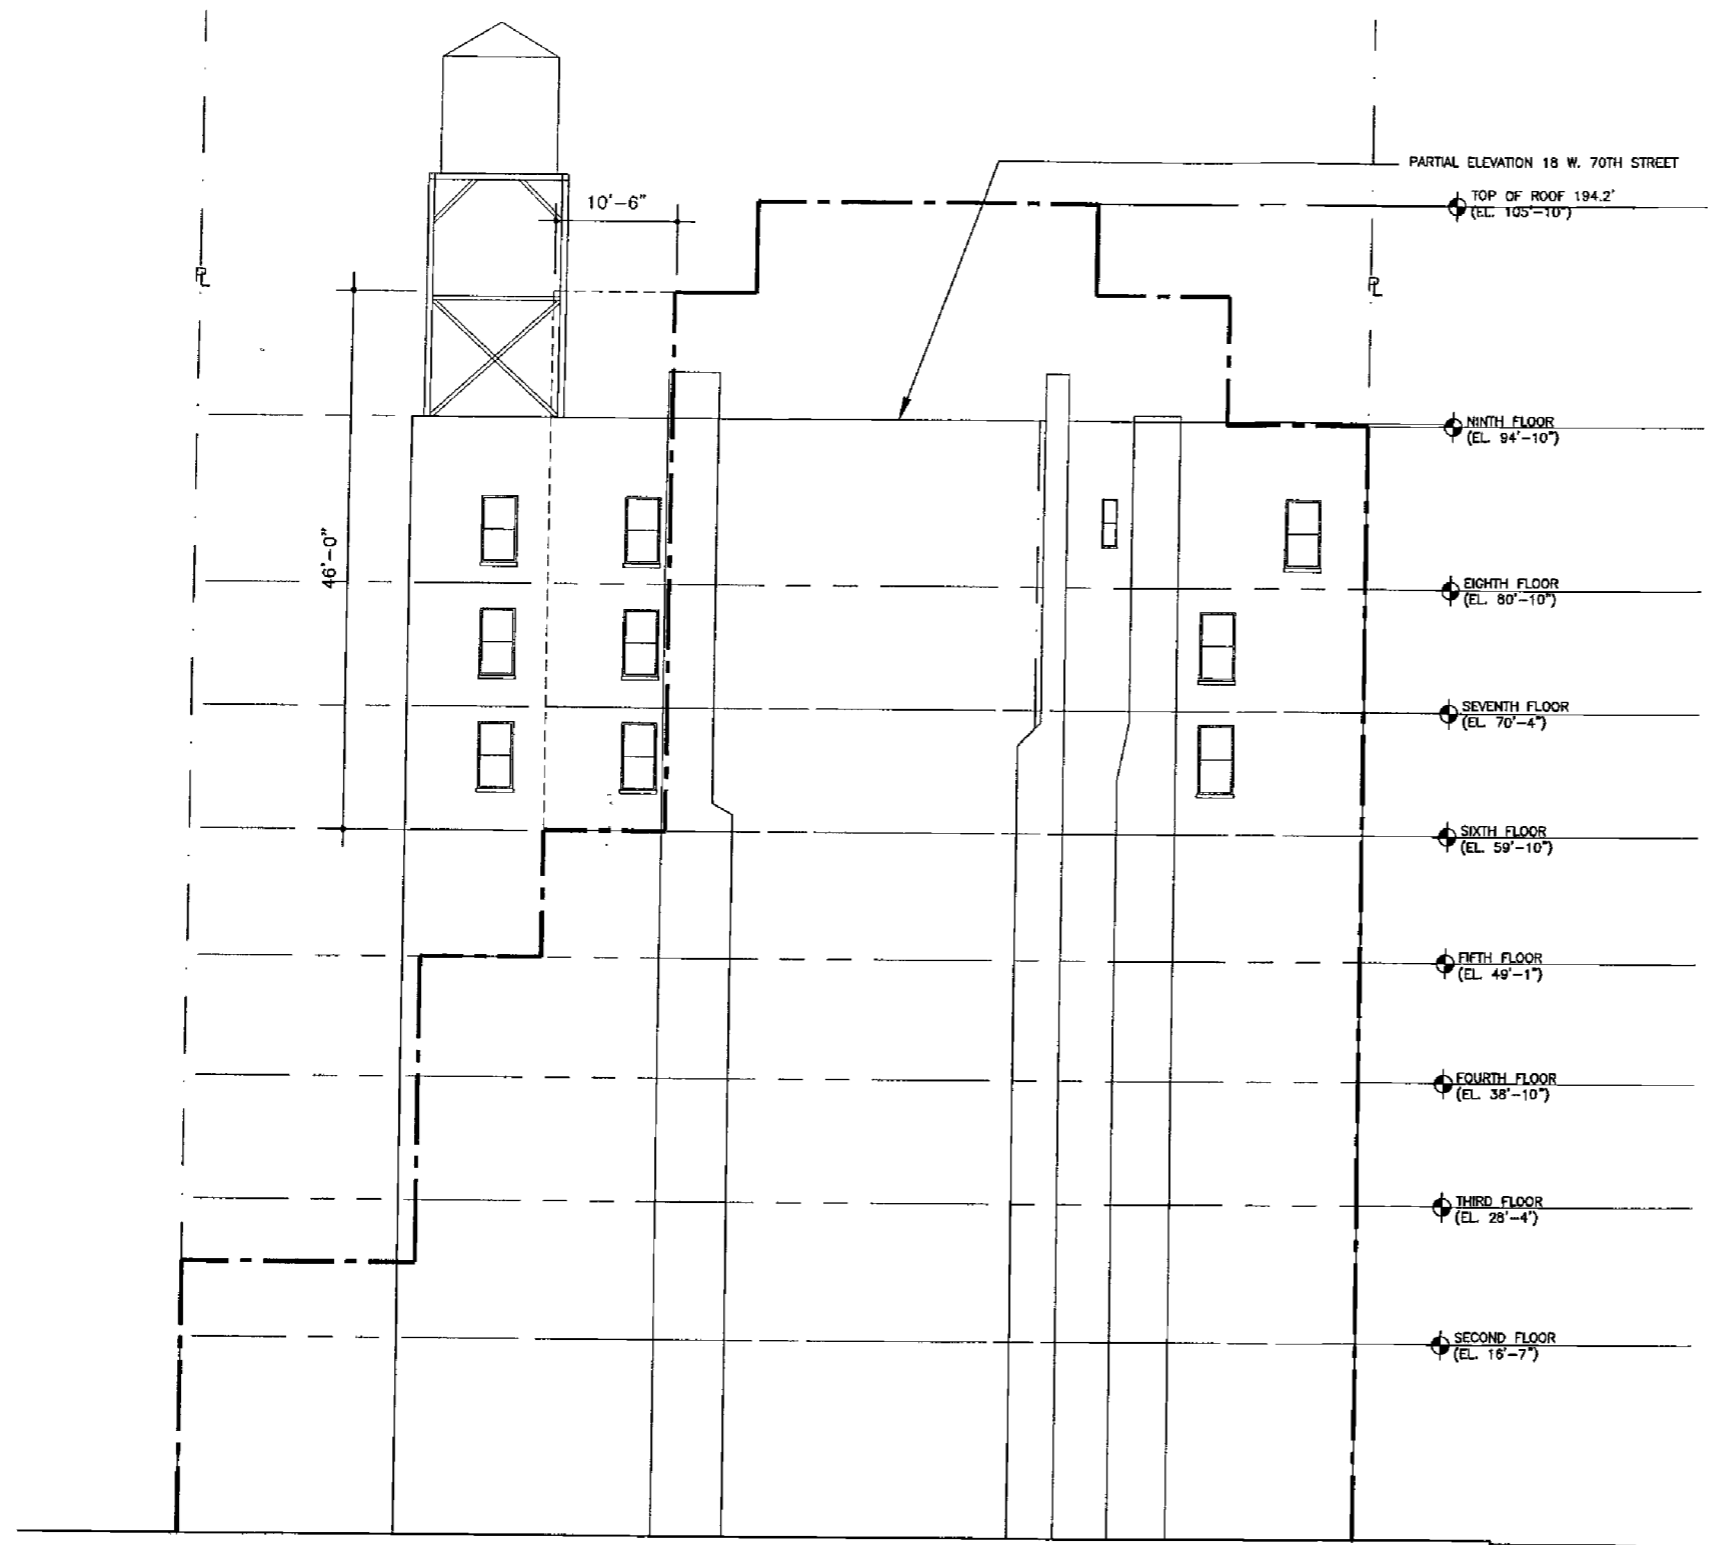 PARTIAL ELEVATION 18 W. 70TH STREET
TOP OF ROOF 194.2'
(EL. 105'-10")
10'-6"
PL
PL
NINTH FLOOR
(EL. 94'-10")
46'-0"
EIGHTH FLOOR
(EL. 80'-10")
SEVENTH FLOOR
(EL. 70'-4")
SIXTH FLOOR
(EL. 59'-10")
FIFTH FLOOR
(EL. 49'-1")
FOURTH FLOOR
(EL. 38'-10")
THIRD FLOOR
(EL. 28'-4')
SECOND FLOOR
(EL. 16'-7")